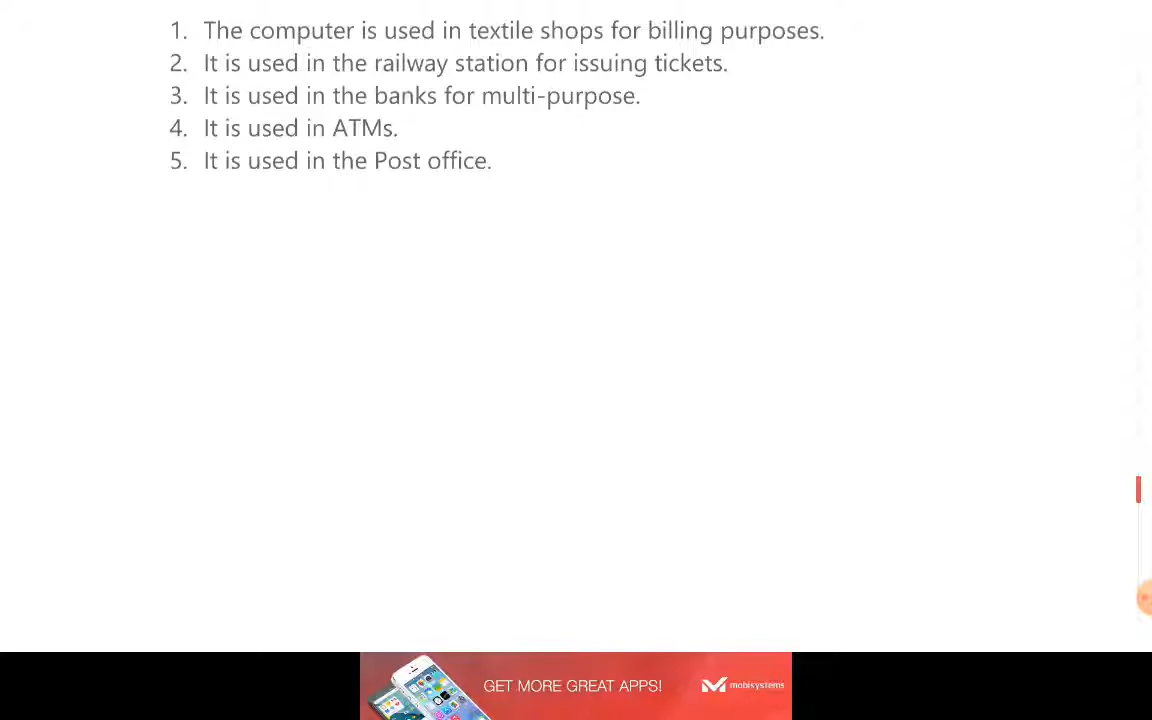 1. The computer is used in textile shops for billing purposes.
2. It is used in the railway station for issuing tickets.
3. It is used in the banks for multi-purpose.
4. It is used in ATMs.
5. It is used in the Post office.
GET MORE GREAT APPS! mobisystems